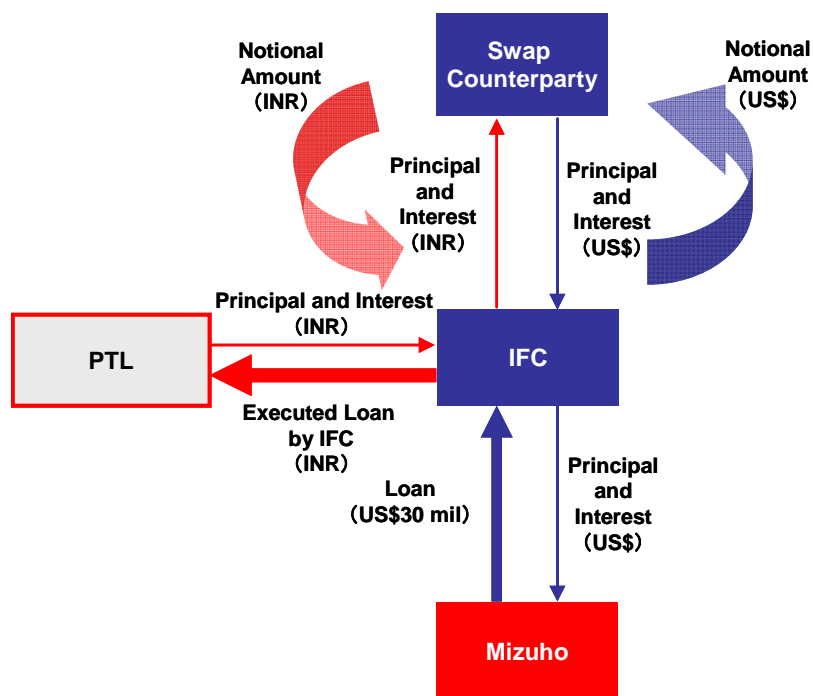 Notional
Amount
（INR）
Swap
Counterparty
Notional
Amount
（US$）
Principal
and
Interest
（INR）
Principal
and
Interest
（US$）
Principal and Interest
（INR）
PTL
IFC
Executed Loan
by IFC
（INR）
Loan
（US$30 mil）
Principal
and
Interest
（US$）
Mizuho